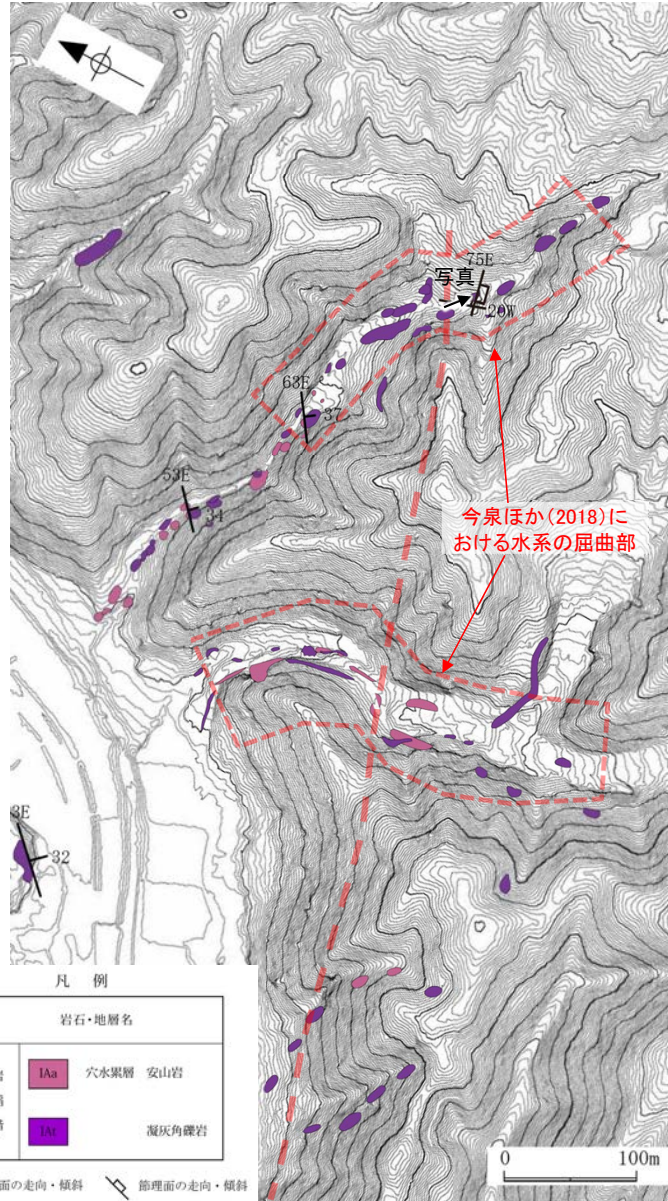 75E
写真
20W
63E
37
53E
34
今泉ほか(2018)に
おける水系の屈曲部
3E
32
凡 例
岩石・地層名
IAa 穴水累層 安山岩
IAt 凝灰角礫岩
面の走向・傾斜 節理面の走向・傾斜
0 100m